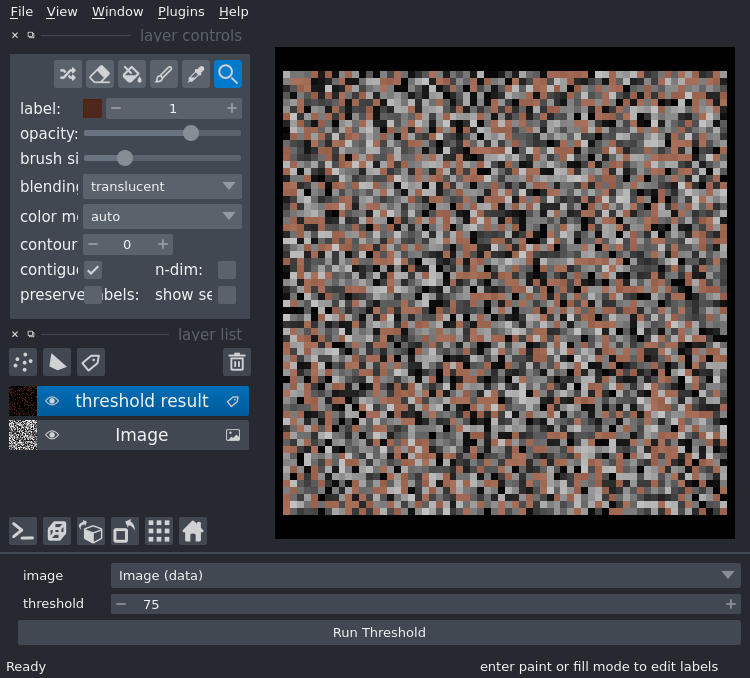 File View Window Plugins Help
layer controls
label: 1
opacity:
brush si
blending translucent
color m auto
contour 0
contigu n-dim:
preserve abels: show se
layer list
threshold result
Image
image Image (data)
threshold 75
Run Threshold
Ready enter paint or fill mode to edit labels